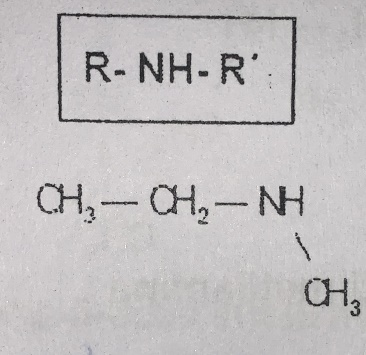 R- NH- R´
CH₃— CH₂— NH
CH₃